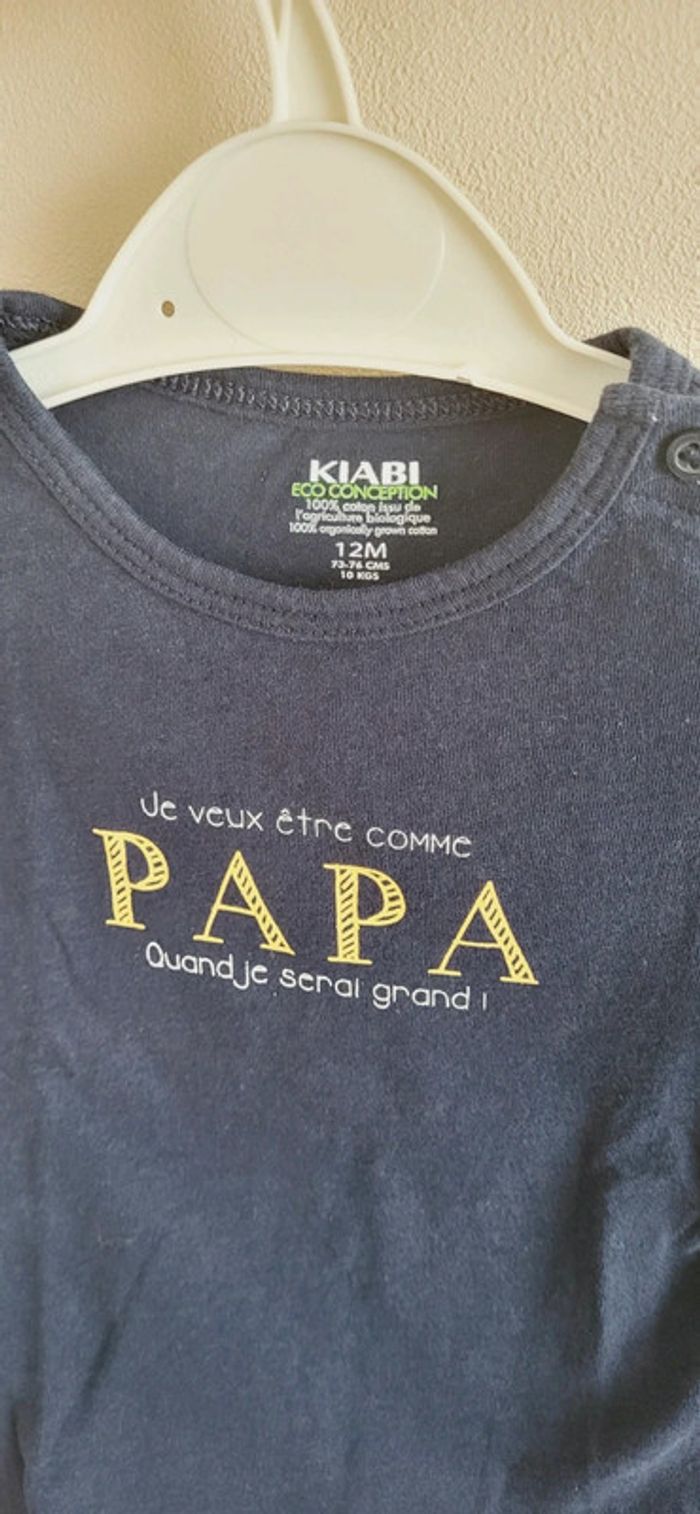 KIABI
ECO CONCEPTION
100% coton issu de
l'agriculture biologique
100% organically grown cotton
12M
73-76 CMS
10 KGS
Je veux être comme
PAPA
Quand je serai grand !